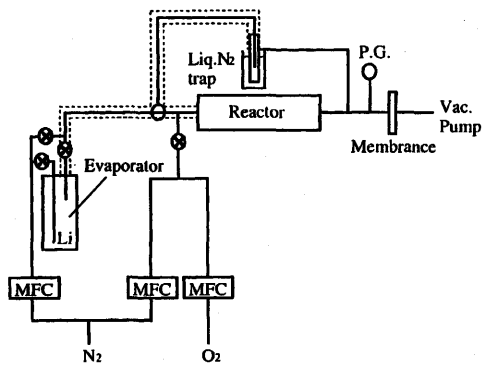 P.G.
Liq.N2
trap
Reactor
Vac.
Pump
Membrance
Evaporator
Li
MFC
MFC
MFC
N2
O2